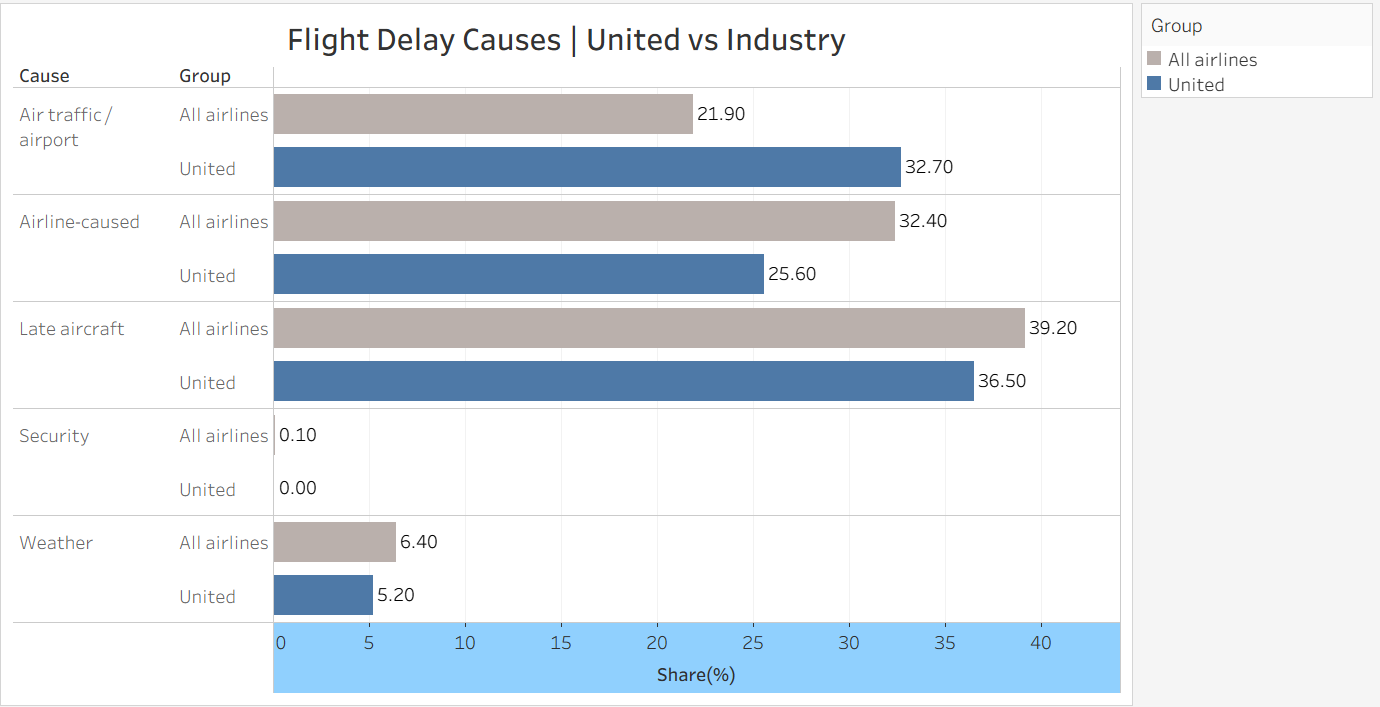 Flight Delay Causes | United vs Industry
Cause Group
Air traffic / All airlines 21.90
airport
United 32.70
Airline-caused All airlines 32.40
United 25.60
Late aircraft All airlines 39.20
United 36.50
Security All airlines 0.10
United 0.00
Weather All airlines 6.40
United 5.20
0 5 10 15 20 25 30 35 40
Share(%)
Group
All airlines
United